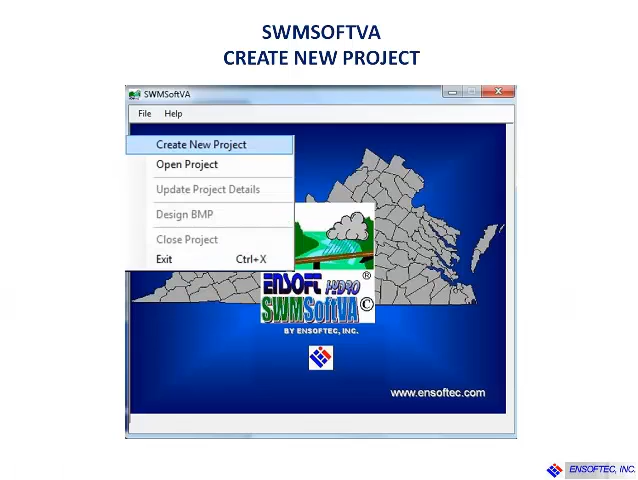 SWMSOFTVA
CREATE NEW PROJECT
SWMSoftVA
File Help
Create New Project
Open Project
Update Project Details
Design BMP
Close Project
Exit Ctrl+X
ENSOFT HYDRO ®
SWMSoftVA ©
BY ENSOFTEC, INC.
www.ensoftec.com
ENSOFTEC, INC.